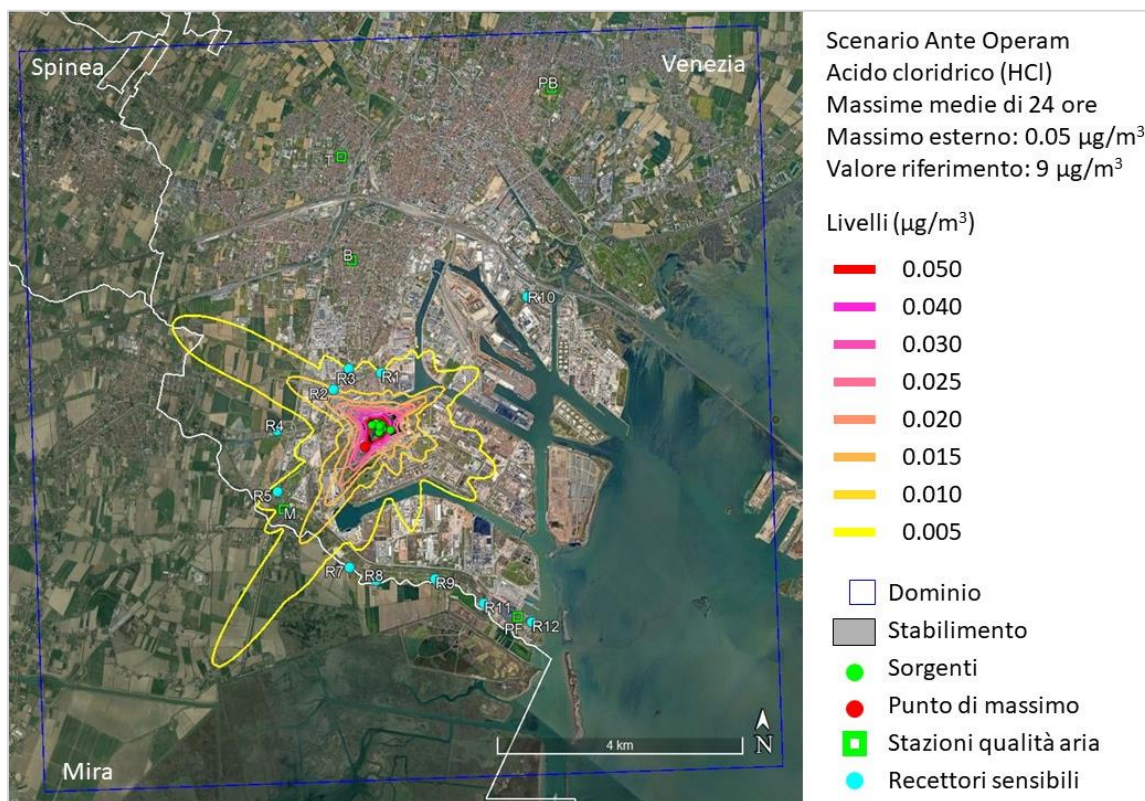 Spinea
Venezia
PB
T
B
R10
R3
R1
R2
R4
R5
M
R7
R8
R9
R11
PF
R12
4 km
N
Mira
Scenario Ante Operam
Acido cloridrico (HCl)
Massime medie di 24 ore
Massimo esterno: 0.05 µg/m³
Valore riferimento: 9 µg/m³
Livelli (µg/m³)
0.050
0.040
0.030
0.025
0.020
0.015
0.010
0.005
Dominio
Stabilimento
Sorgenti
Punto di massimo
Stazioni qualità aria
Recettori sensibili